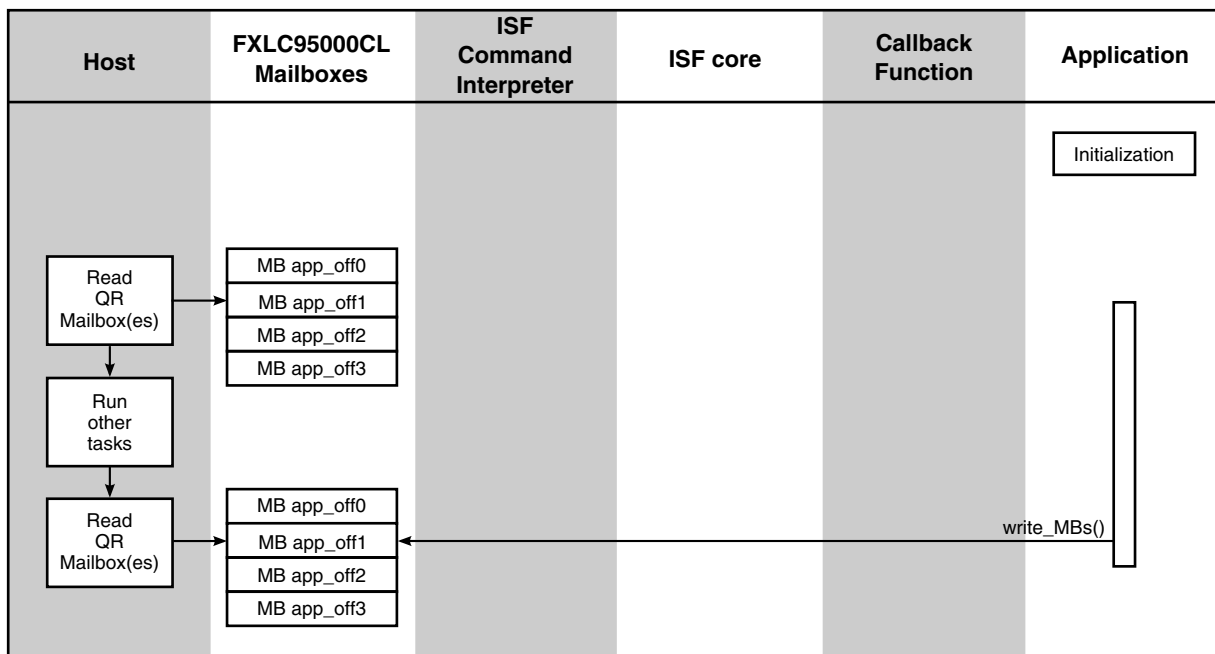 Host
FXLC95000CL
Mailboxes
ISF
Command
Interpreter
ISF core
Callback
Function
Application
Initialization
Read
QR
Mailbox(es)
MB app_off0
MB app_off1
MB app_off2
MB app_off3
Run
other
tasks
Read
QR
Mailbox(es)
MB app_off0
MB app_off1
MB app_off2
MB app_off3
write_MBs()